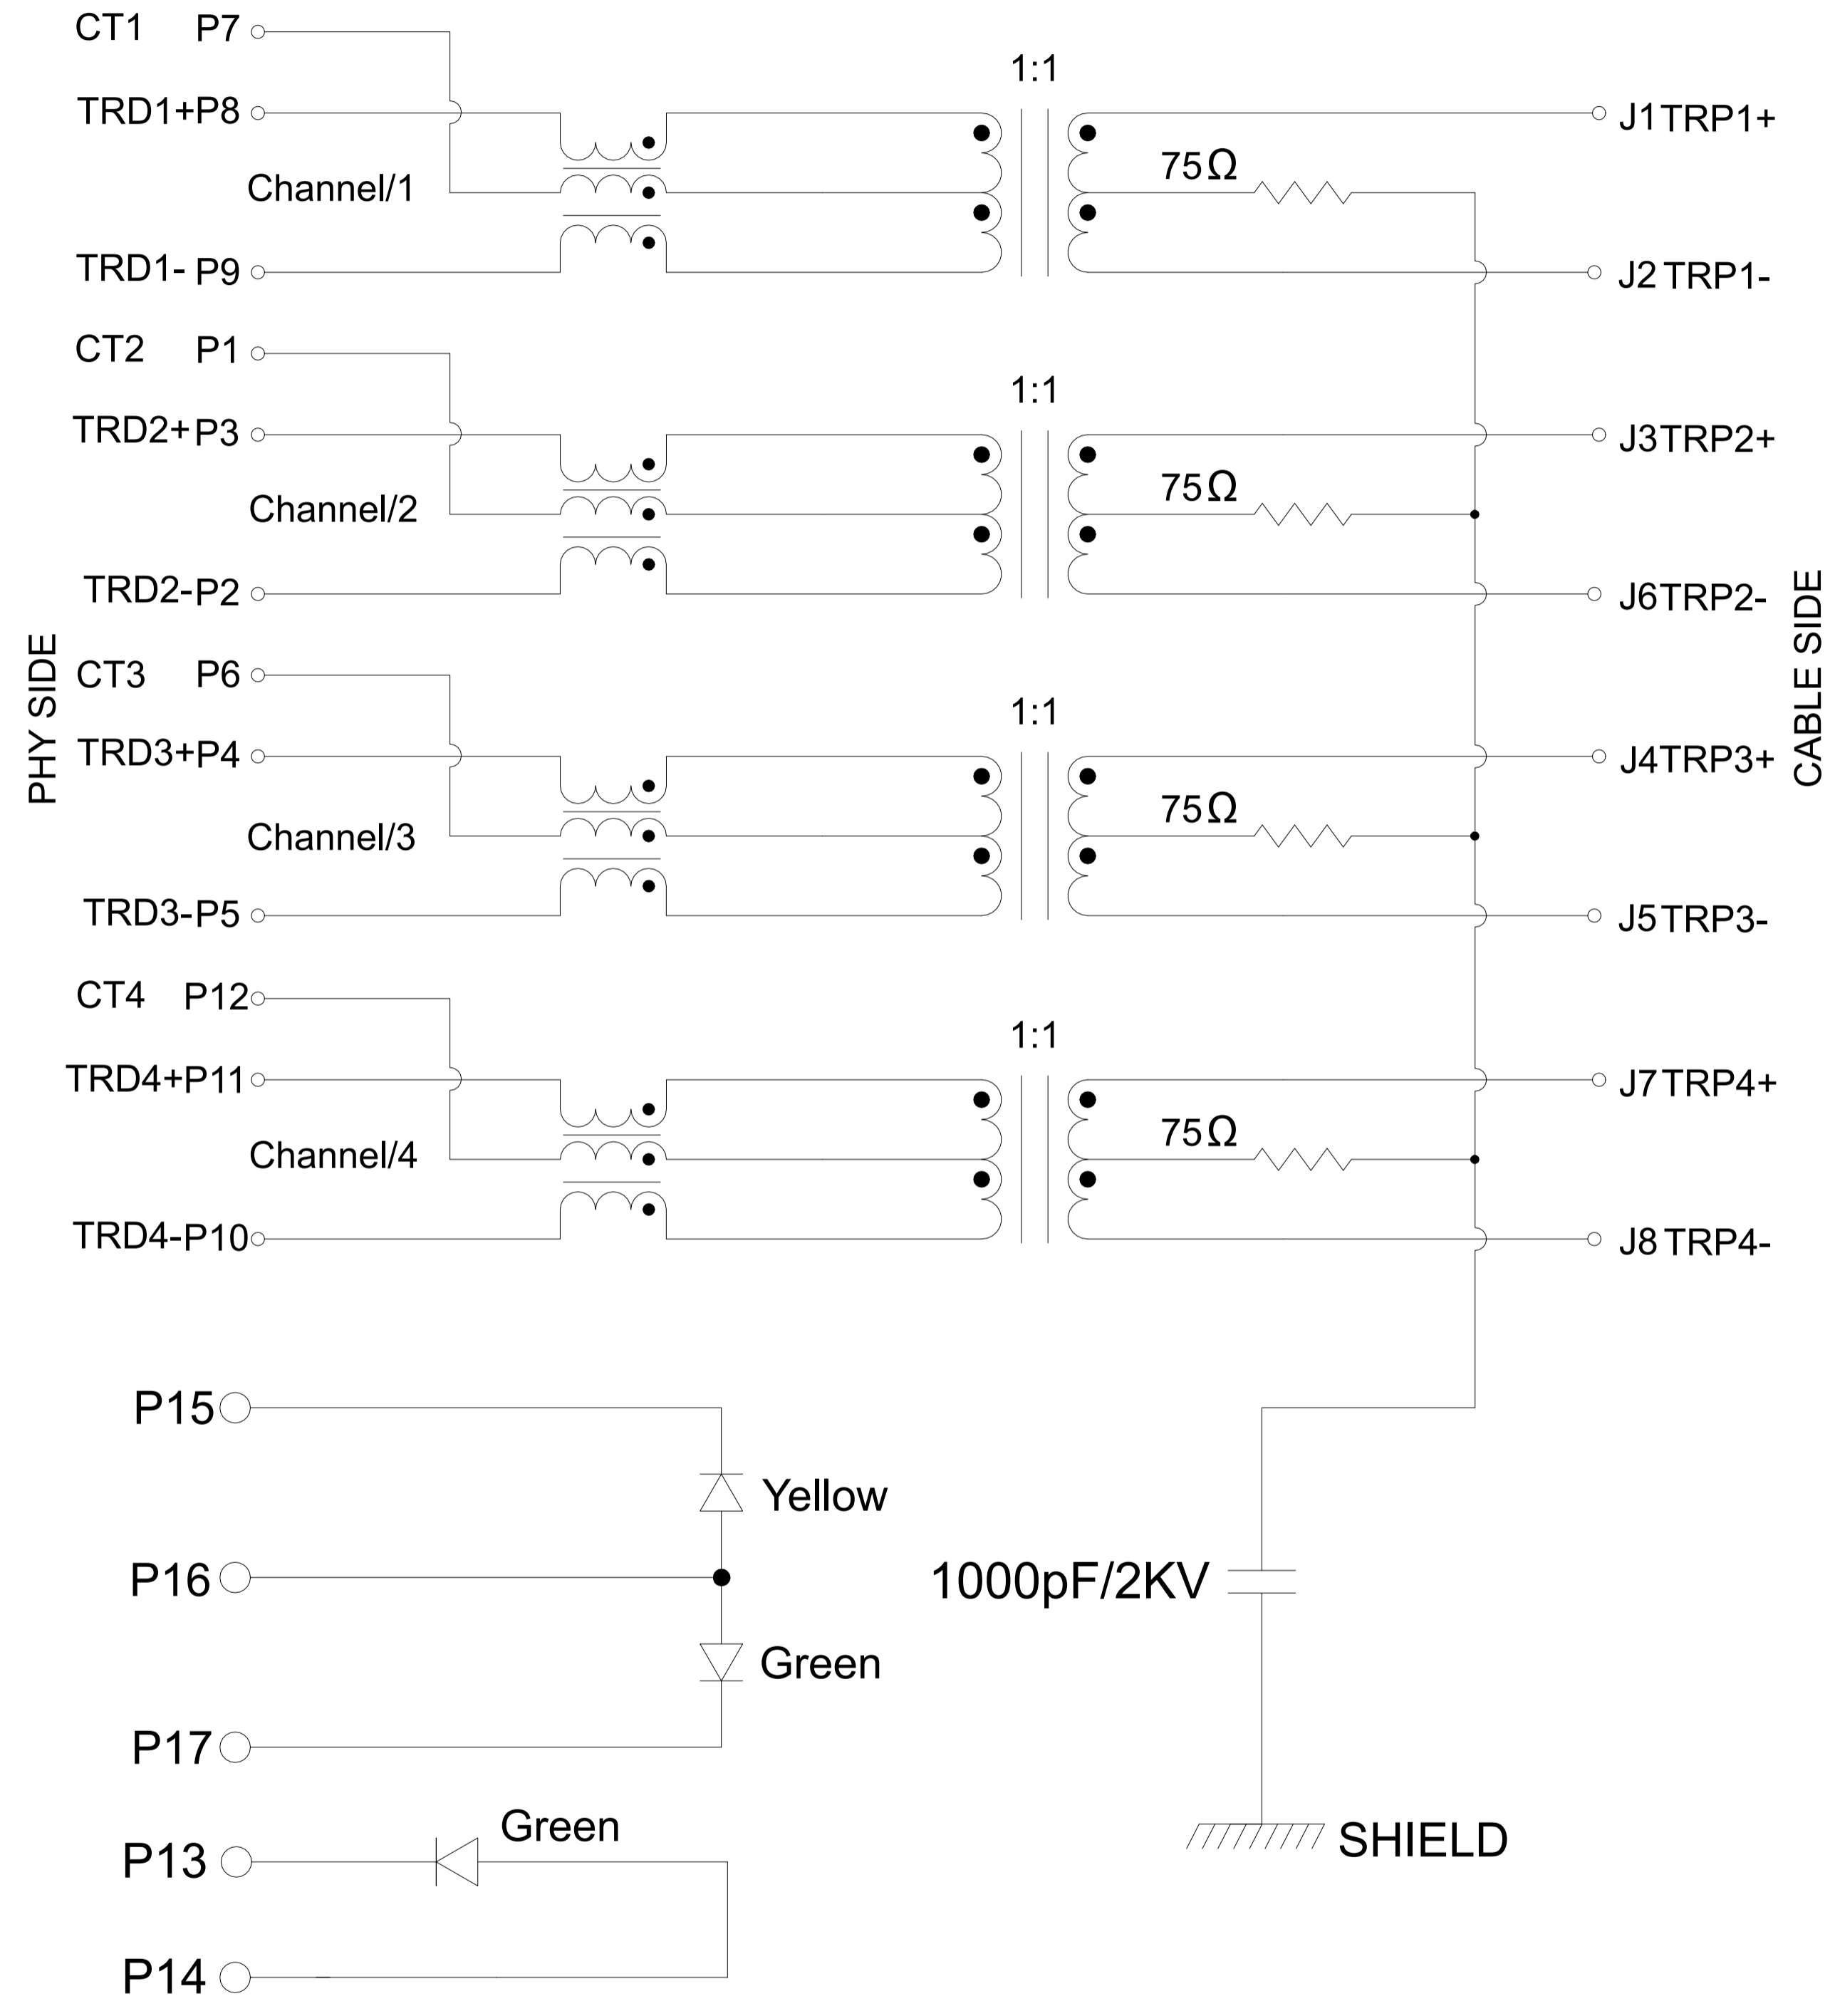 CT1 P7
1:1
TRD1+P8
J1TRP1+
75Ω
Channel/1
TRD1- P9
J2TRP1-
CT2 P1
1:1
TRD2+P3
J3TRP2+
75Ω
Channel/2
TRD2-P2
J6TRP2-
PHY SIDE
CABLE SIDE
CT3 P6
1:1
TRD3+P4
J4TRP3+
75Ω
Channel/3
TRD3-P5
J5TRP3-
CT4 P12
1:1
TRD4+P11
J7TRP4+
75Ω
Channel/4
TRD4-P10
J8 TRP4-
P15
Yellow
P16
1000pF/2KV
Green
P17
Green
P13
SHIELD
P14